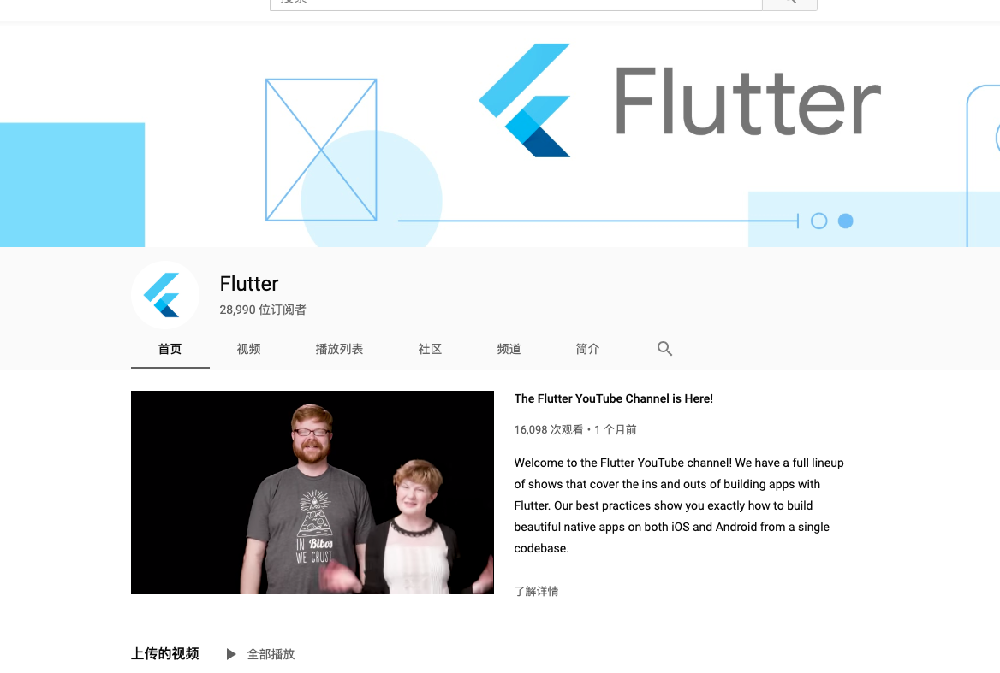 搜索
Flutter
Flutter
28,990 位订阅者
首页 视频 播放列表 社区 频道 简介
The Flutter YouTube Channel is Here!
16,098 次观看 • 1 个月前
Welcome to the Flutter YouTube channel! We have a full lineup
of shows that cover the ins and outs of building apps with
Flutter. Our best practices show you exactly how to build
beautiful native apps on both iOS and Android from a single
codebase.
了解详情
IN Bibo's
WE CRUST
上传的视频 全部播放